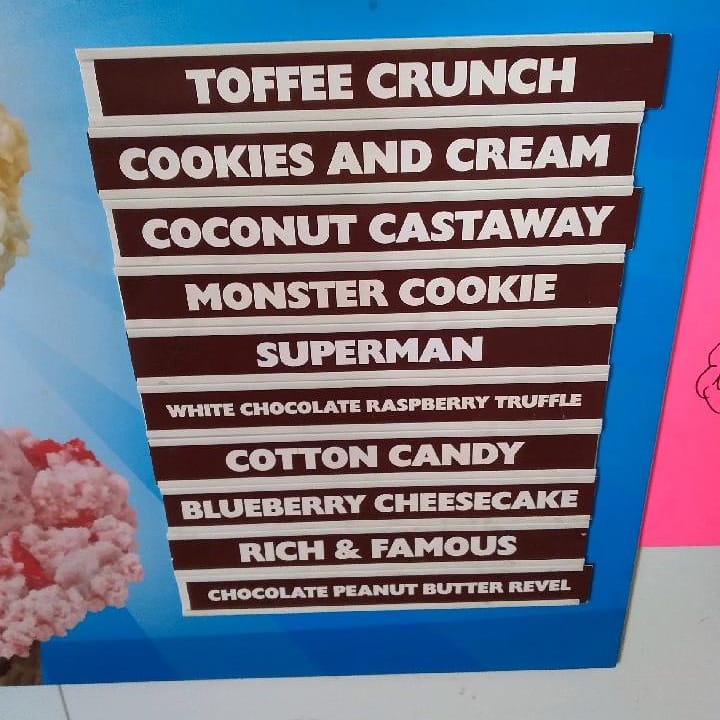 TOFFEE CRUNCH
COOKIES AND CREAM
COCONUT CASTAWAY
MONSTER COOKIE
SUPERMAN
WHITE CHOCOLATE RASPBERRY TRUFFLE
COTTON CANDY
BLUEBERRY CHEESECAKE
RICH & FAMOUS
CHOCOLATE PEANUT BUTTER REVEL